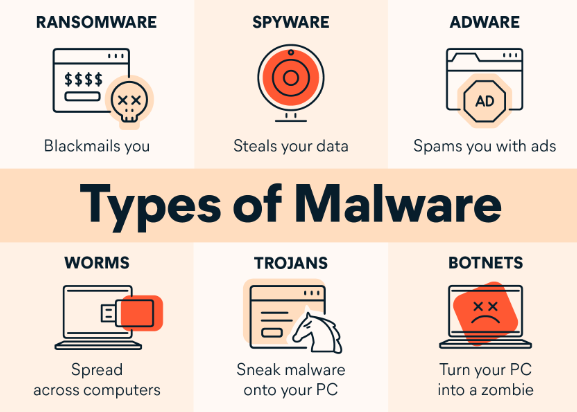 RANSOMWARE
$$$$
Blackmails you
SPYWARE
Steals your data
ADWARE
AD
Spams you with ads
Types of Malware
WORMS
Spread
across computers
TROJANS
Sneak malware
onto your PC
BOTNETS
Turn your PC
into a zombie